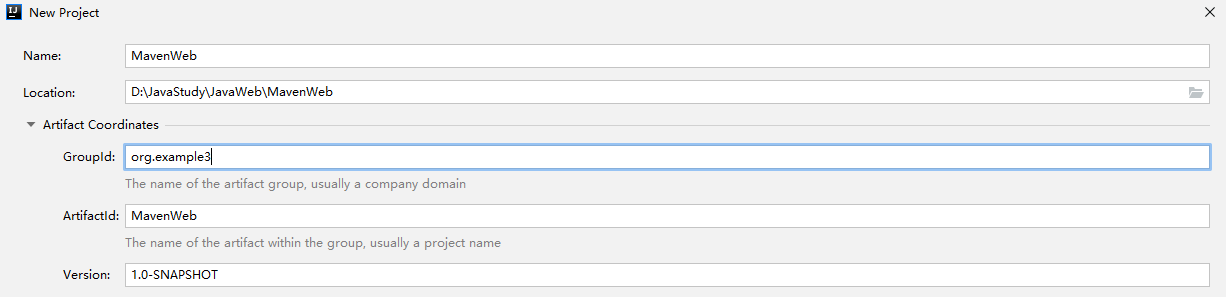 IJ New Project
Name: MavenWeb
Location: D:\JavaStudy\JavaWeb\MavenWeb
Artifact Coordinates
GroupId: org.example3
The name of the artifact group, usually a company domain
ArtifactId: MavenWeb
The name of the artifact within the group, usually a project name
Version: 1.0-SNAPSHOT